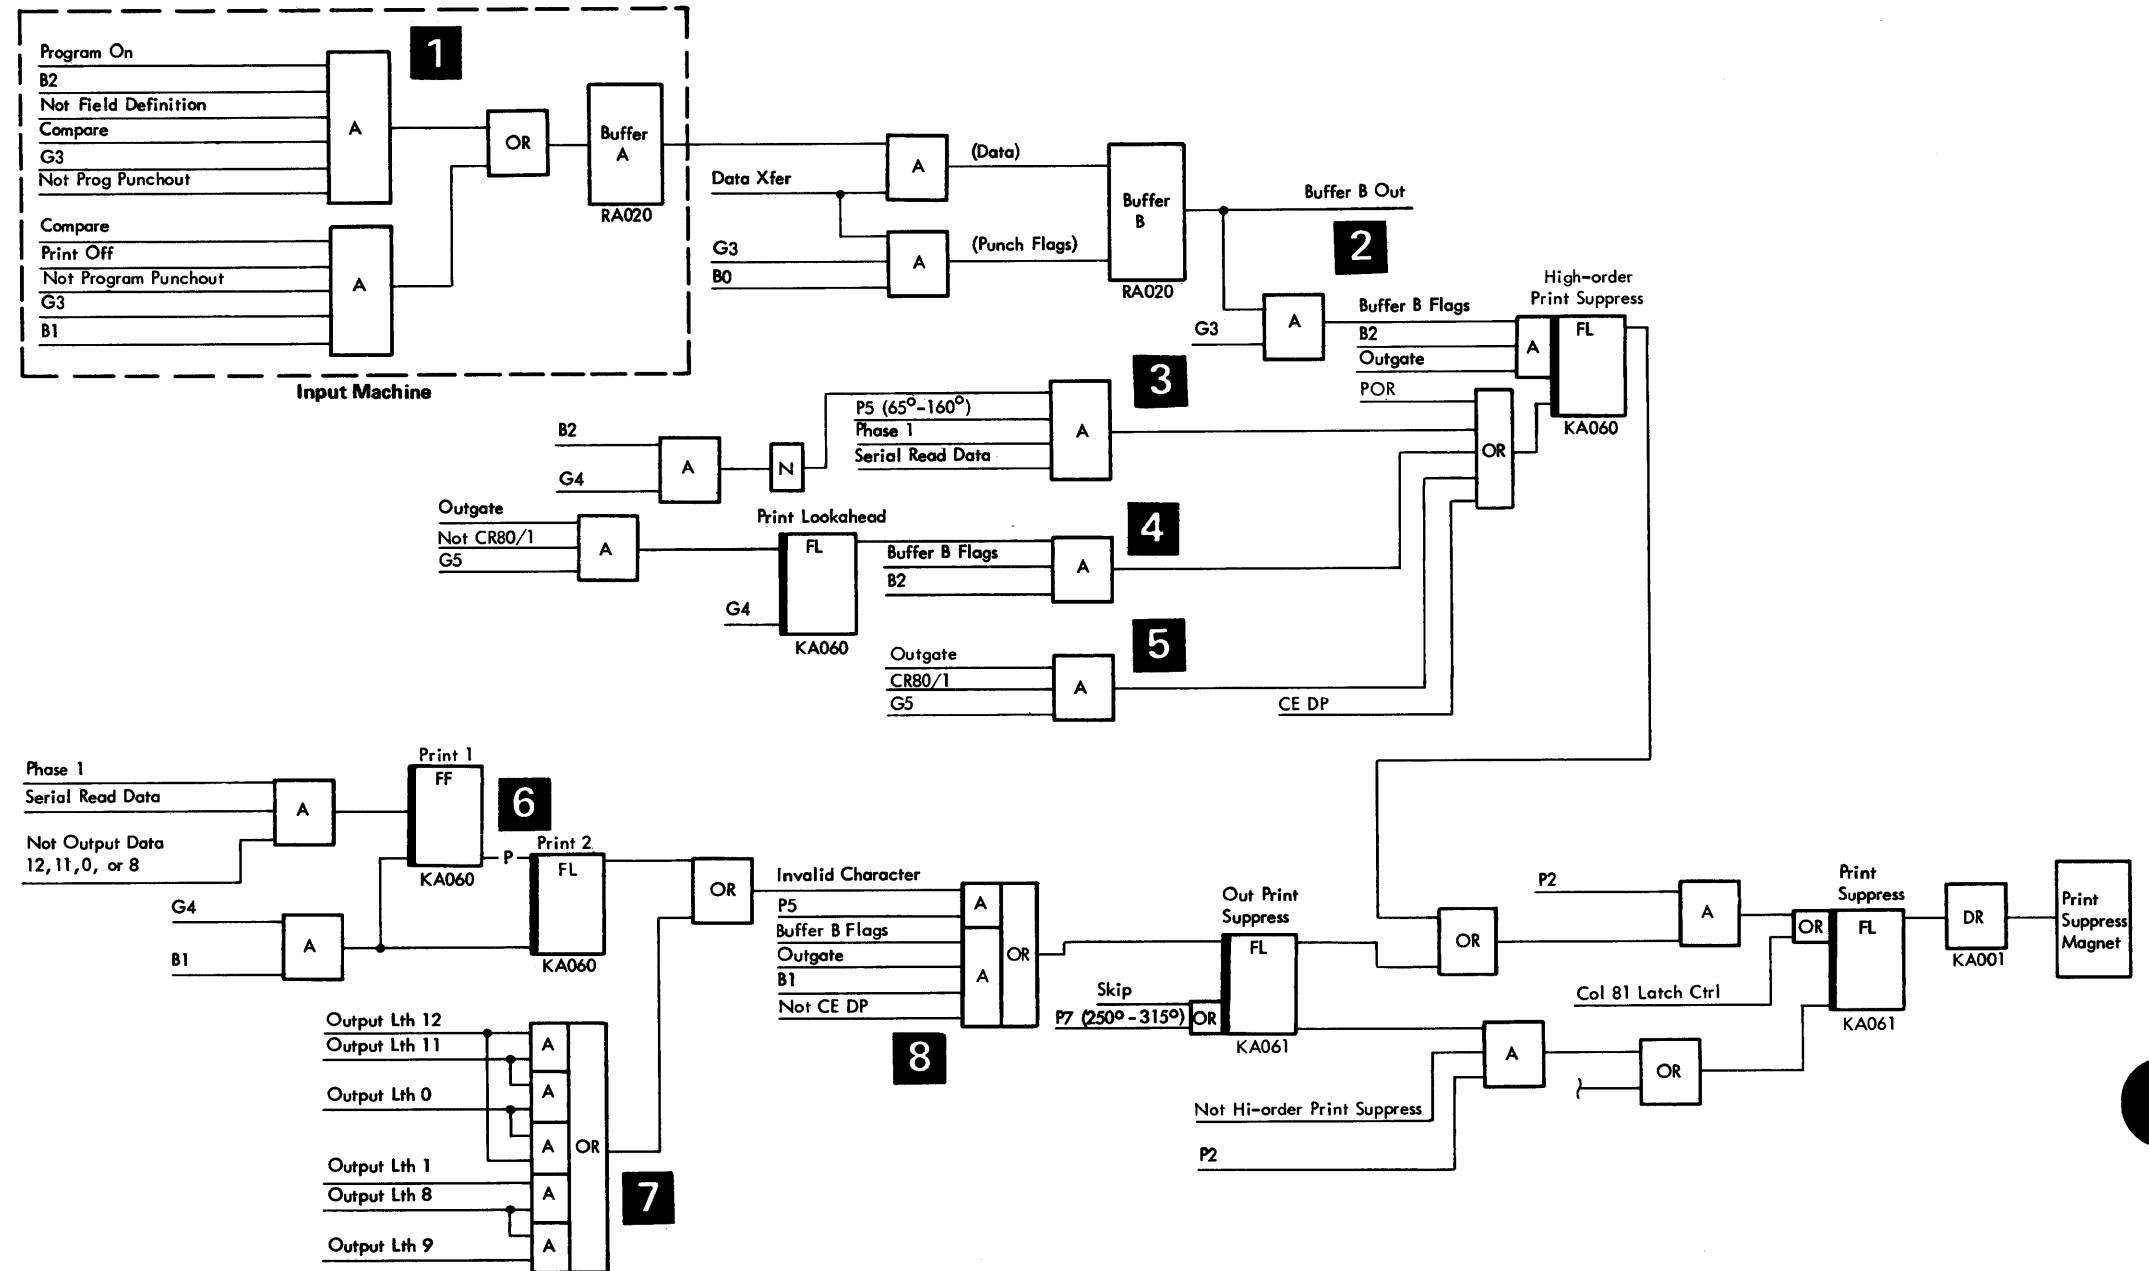 1
Program On
B2
Not Field Definition
Compare
G3
Not Prog Punchout
A
OR
Buffer
A
RA020
Compare
Print Off
Not Program Punchout
G3
B1
A
Input Machine
Data Xfer
A
(Data)
G3
B0
A
(Punch Flags)
Buffer
B
RA020
Buffer B Out
2
G3
A
Buffer B Flags
B2
Outgate
A
High-order
Print Suppress
FL
KA060
POR
OR
3
B2
G4
A
N
P5 (65°-160°)
Phase 1
Serial Read Data
A
Outgate
Not CR80/1
G5
A
Print Lookahead
FL
G4
KA060
4
Buffer B Flags
B2
A
5
Outgate
CR80/1
G5
A
CE DP
Phase 1
Serial Read Data
Not Output Data
12,11,0, or 8
A
Print 1
FF
KA060
6
P
Print 2
FL
KA060
G4
B1
A
OR
Output Lth 12
Output Lth 11
Output Lth 0
Output Lth 1
Output Lth 8
Output Lth 9
A
A
A
A
A
OR
7
Invalid Character
P5
Buffer B Flags
Outgate
B1
Not CE DP
A
A
OR
8
Out Print
Suppress
FL
KA061
Skip
P7 (250°-315°)
OR
OR
P2
A
Col 81 Latch Ctrl
OR
Print
Suppress
FL
KA061
DR
KA001
Print
Suppress
Magnet
Not Hi-order Print Suppress
P2
A
OR